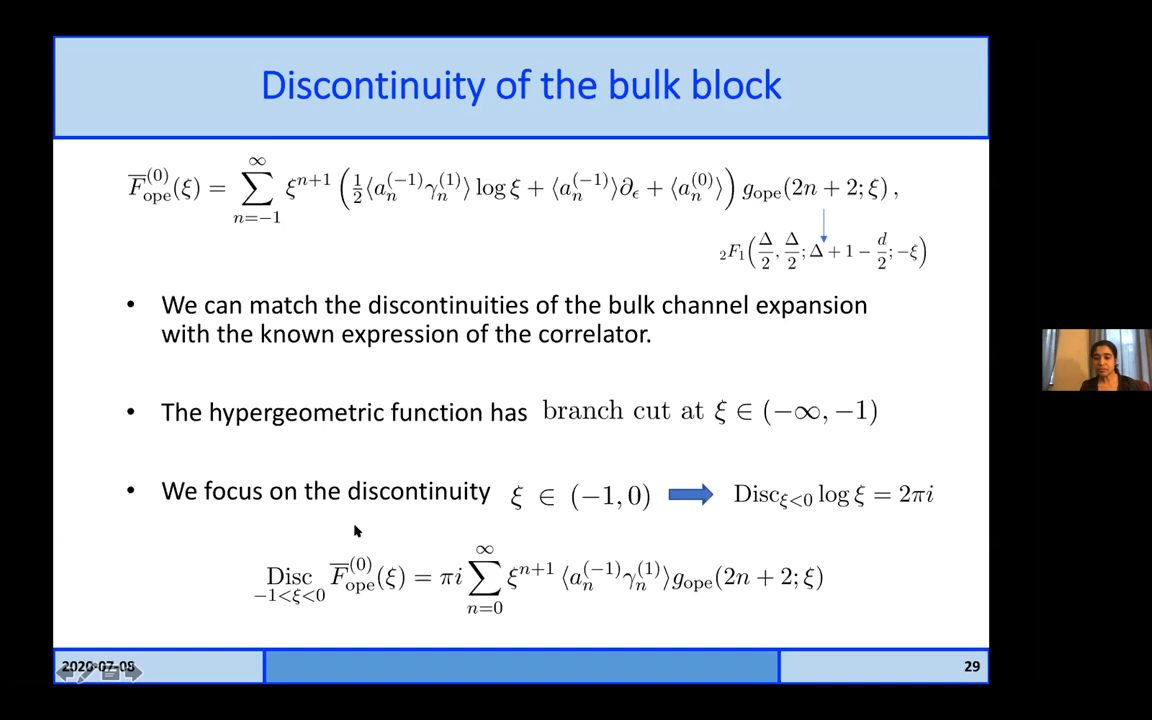 Discontinuity of the bulk block
F̅_ope^(0)(ξ) = ∑_{n=-1}^{∞} ξ^{n+1} (½⟨a_n^(-1) γ_n^(1)⟩ log ξ + ⟨a_n^(-1)⟩∂_ϵ + ⟨a_n^(0)⟩) g_ope(2n + 2; ξ) ,
₂F₁(Δ/2, Δ/2; Δ + 1 − d/2; −ξ)
• We can match the discontinuities of the bulk channel expansion
with the known expression of the correlator.
• The hypergeometric function has branch cut at ξ ∈ (−∞, −1)
• We focus on the discontinuity ξ ∈ (−1, 0) Disc_{ξ<0} log ξ = 2πi
Disc_{−1<ξ<0} F̅_ope^(0)(ξ) = πi ∑_{n=0}^{∞} ξ^{n+1} ⟨a_n^(-1) γ_n^(1)⟩ g_ope(2n + 2; ξ)
2020-07-08
29